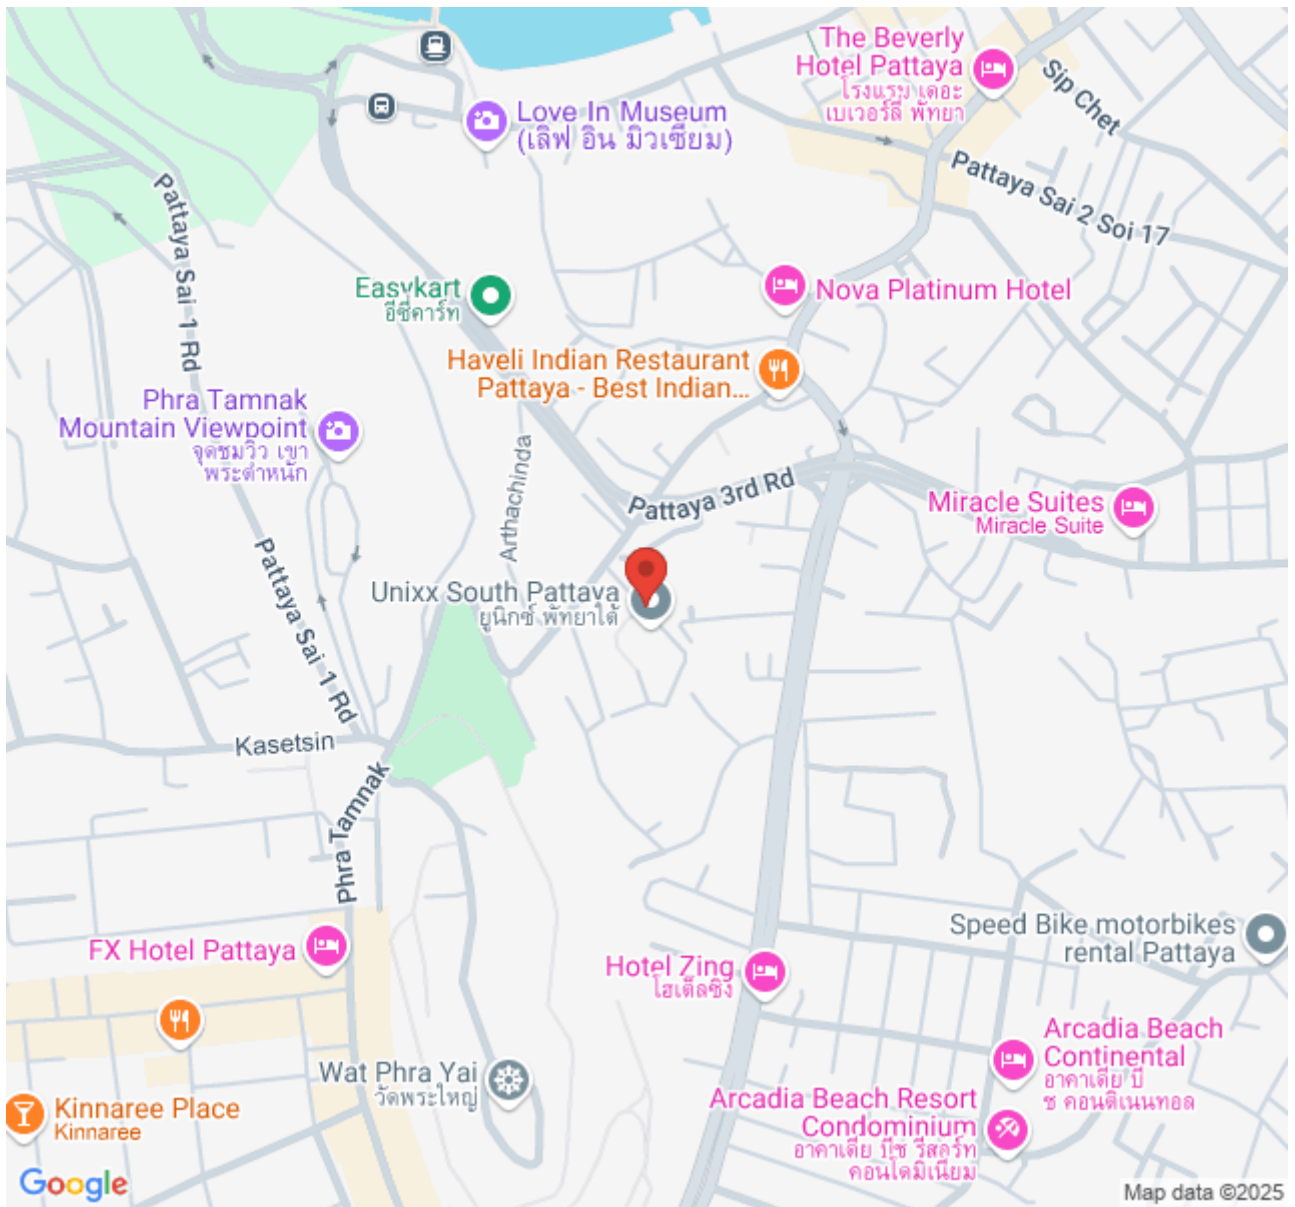 The Beverly
Hotel Pattaya
โรงแรม เดอะ
เบเวอร์ลี่ พัทยา
Sip Chet
Love In Museum
(เลิฟ อิน มิวเซียม)
Pattaya Sai 2 Soi 17
Pattaya Sai 1 Rd
Easykart
อีซี่คาร์ท
Nova Platinum Hotel
Haveli Indian Restaurant
Pattaya - Best Indian...
Phra Tamnak
Mountain Viewpoint
จุดชมวิว เขา
พระตำหนัก
Arthachinda
Pattaya 3rd Rd
Miracle Suites
Miracle Suite
Pattaya Sai 1 Rd
Unixx South Pattaya
ยูนิกซ์ พัทยาใต้
Kasetsin
Phra Tamnak
FX Hotel Pattaya
Speed Bike motorbikes
rental Pattaya
Hotel Zing
โฮเต็ลซิง
Arcadia Beach
Continental
อาคาเดีย บี
ช คอนติเนนทอล
Wat Phra Yai
วัดพระใหญ่
Arcadia Beach Resort
Condominium
อาคาเดีย บีช รีสอร์ท
คอนโดมิเนียม
Kinnaree Place
Kinnaree
Google
Map data ©2025